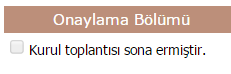 Onaylama Bölümü
Kurul toplantısı sona ermiştir.